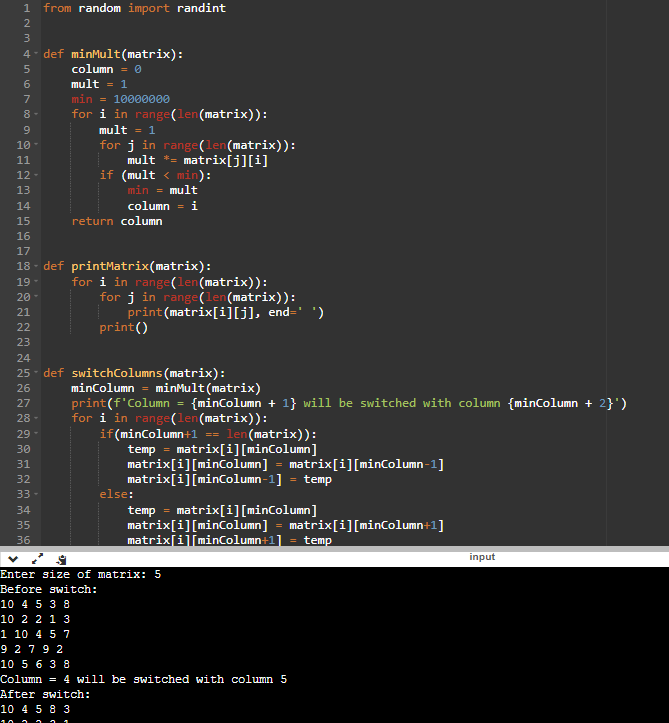 1 from random import randint
2
3
4 def minMult(matrix):
5 column = 0
6 mult = 1
7 min = 10000000
8 for i in range(len(matrix)):
9 mult = 1
10 for j in range(len(matrix)):
11 mult *= matrix[j][i]
12 if (mult < min):
13 min = mult
14 column = i
15 return column
16
17
18 def printMatrix(matrix):
19 for i in range(len(matrix)):
20 for j in range(len(matrix)):
21 print(matrix[i][j], end=' ')
22 print()
23
24
25 def switchColumns(matrix):
26 minColumn = minMult(matrix)
27 print(f'Column = {minColumn + 1} will be switched with column {minColumn + 2}')
28 for i in range(len(matrix)):
29 if(minColumn+1 == len(matrix)):
30 temp = matrix[i][minColumn]
31 matrix[i][minColumn] = matrix[i][minColumn-1]
32 matrix[i][minColumn-1] = temp
33 else:
34 temp = matrix[i][minColumn]
35 matrix[i][minColumn] = matrix[i][minColumn+1]
36 matrix[i][minColumn+1] = temp
input
Enter size of matrix: 5
Before switch:
10 4 5 3 8
10 2 2 1 3
1 10 4 5 7
9 2 7 9 2
10 5 6 3 8
Column = 4 will be switched with column 5
After switch:
10 4 5 8 3